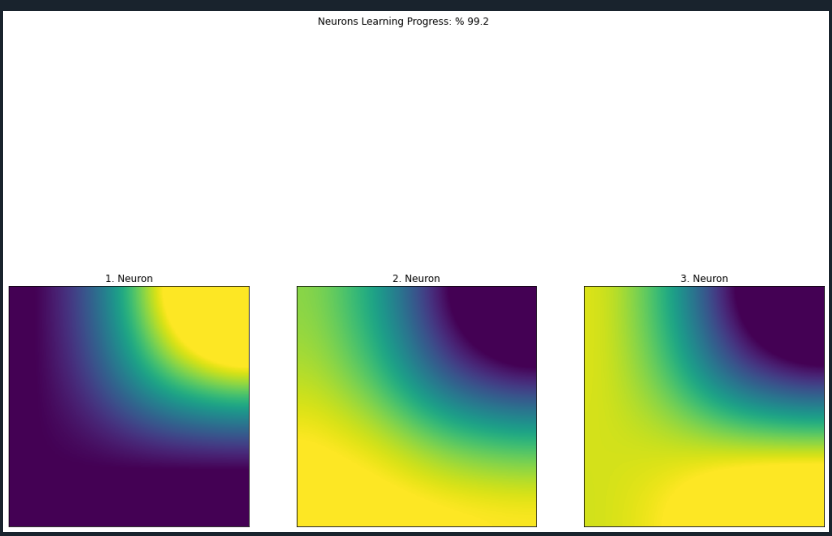 Neurons Learning Progress: % 99.2
1. Neuron
2. Neuron
3. Neuron